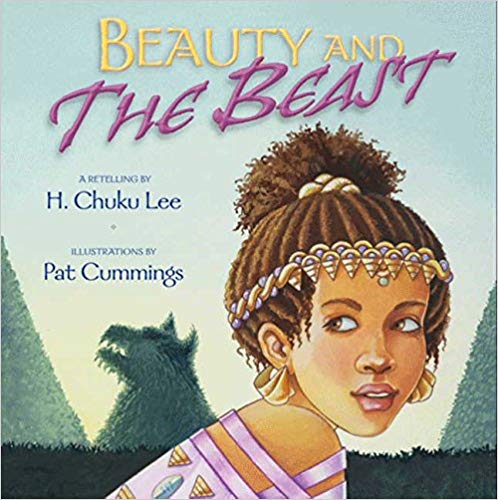 BEAUTY AND
THE BEAST
A RETELLING BY
H. Chuku Lee
ILLUSTRATIONS BY
Pat Cummings